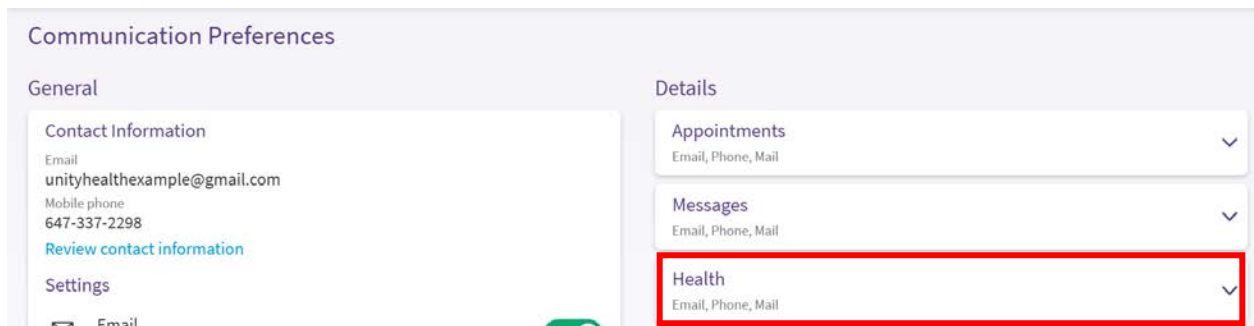 Communication Preferences
General
Contact Information
Email
unityhealthexample@gmail.com
Mobile phone
647-337-2298
Review contact information
Settings
Email
Details
Appointments
Email, Phone, Mail
Messages
Email, Phone, Mail
Health
Email, Phone, Mail